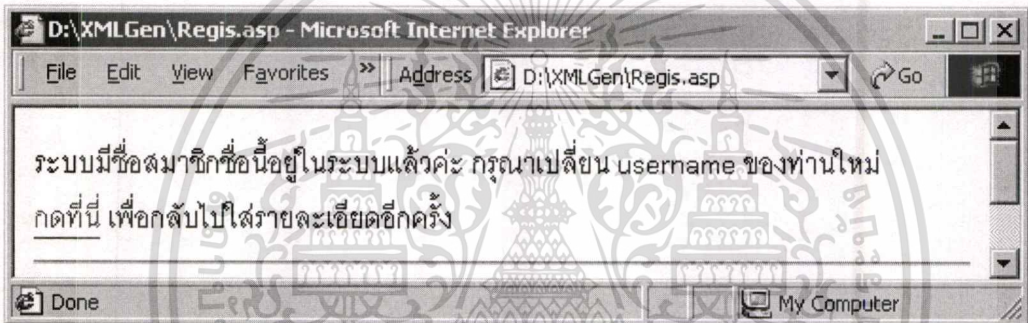 D:\XMLGen\Regis.asp - Microsoft Internet Explorer
File Edit View Favorites » Address D:\XMLGen\Regis.asp Go
ระบบมีชื่อสมาชิกชื่อนี้อยู่ในระบบแล้วค่ะ กรุณาเปลี่ยน username ของท่านใหม่
กดที่นี่ เพื่อกลับไปใส่รายละเอียดอีกครั้ง
Done My Computer